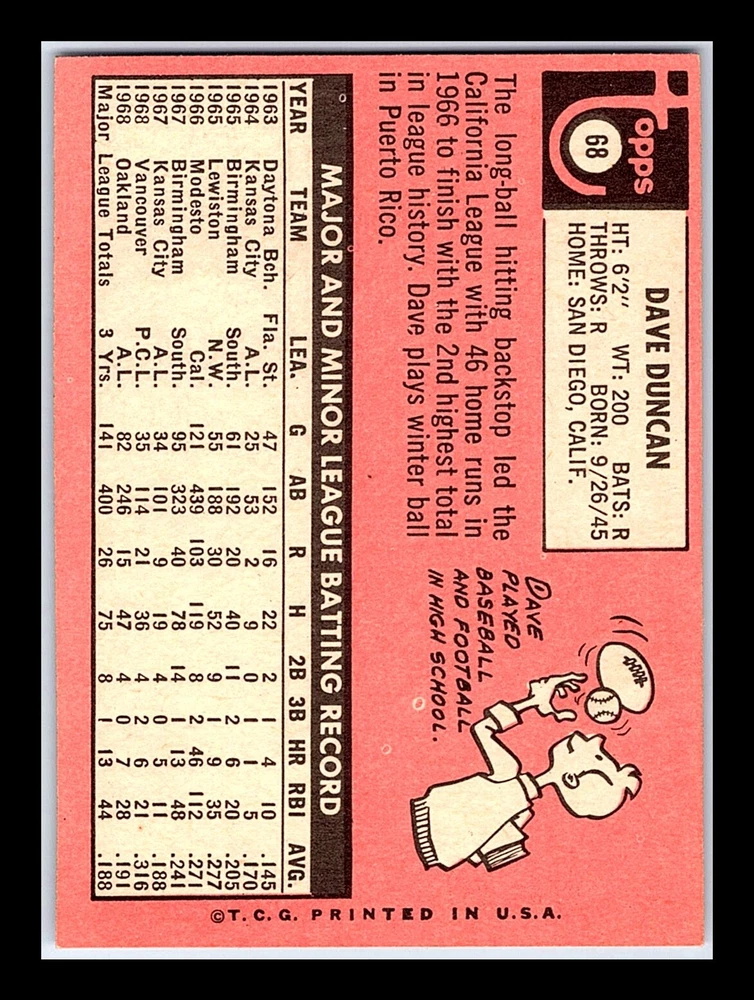 Topps
68
DAVE DUNCAN
HT: 6'2" WT: 200 BATS: R
THROWS: R BORN: 9/26/45
HOME: SAN DIEGO, CALIF.
The long-ball hitting backstop led the
California League with 46 home runs in
1966 to finish with the 2nd highest total
in league history. Dave plays winter ball
in Puerto Rico.
DAVE
PLAYED
BASEBALL
AND FOOTBALL
IN HIGH SCHOOL.
MAJOR AND MINOR LEAGUE BATTING RECORD
YEAR TEAM LEA. G AB R H 2B 3B HR RBI AVG.
1963 Daytona Bch. Fla. St. 47 152 16 22 2 1 4 10 .145
1964 Kansas City A.L. 25 53 2 9 0 1 1 5 .170
1965 Birmingham South. 61 192 20 40 11 2 6 20 .205
1965 Lewiston N.W. 55 188 30 52 9 1 9 35 .277
1966 Modesto Cal. 121 439 103 119 8 2 46 112 .271
1967 Birmingham South. 95 323 40 78 14 1 13 48 .241
1967 Kansas City A.L. 34 101 9 19 4 0 5 11 .188
1968 Vancouver P.C.L. 35 114 21 36 4 2 6 21 .316
1968 Oakland A.L. 82 246 15 47 4 0 7 28 .191
Major League Totals 3 Yrs. 141 400 26 75 8 1 13 44 .188
©T.C.G. PRINTED IN U.S.A.